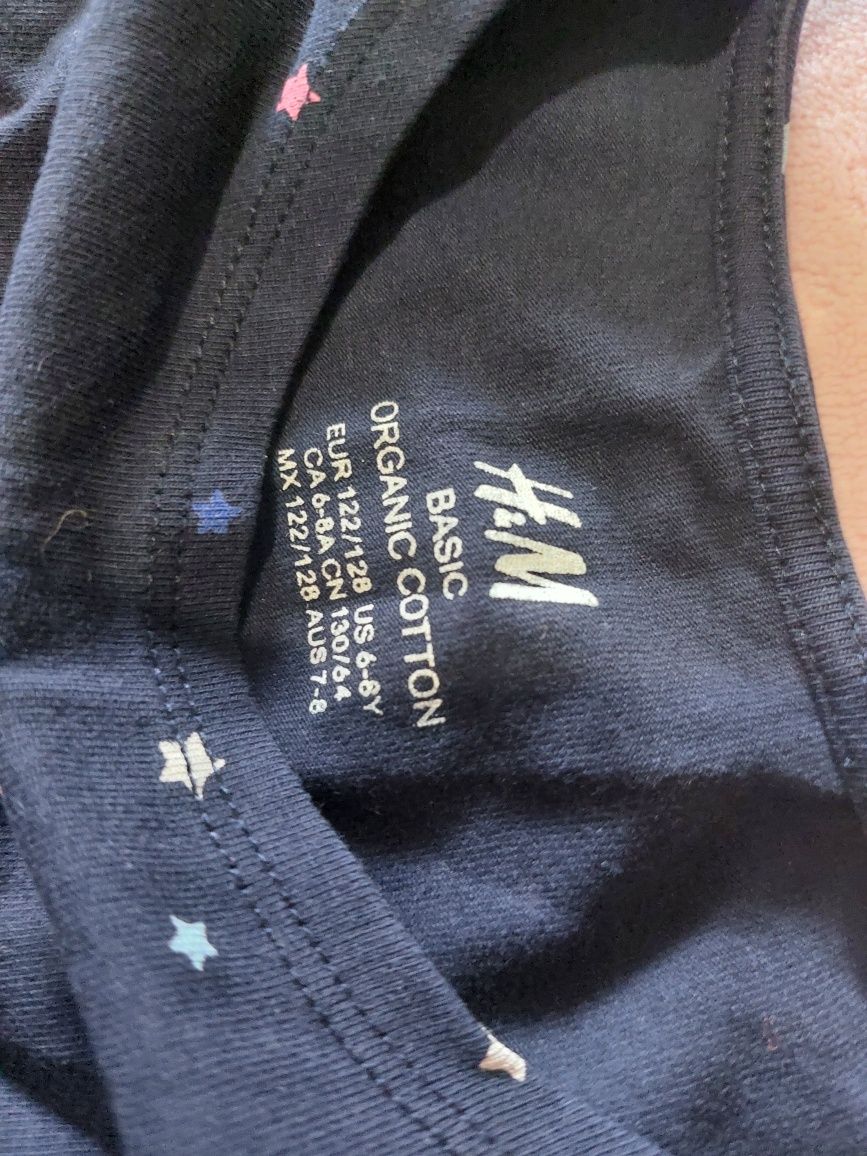 H&M
BASIC
ORGANIC COTTON
EUR 122/128 US 6-8Y
CA 6-8A CN 130/64
MX 122/128 AUS 7-8